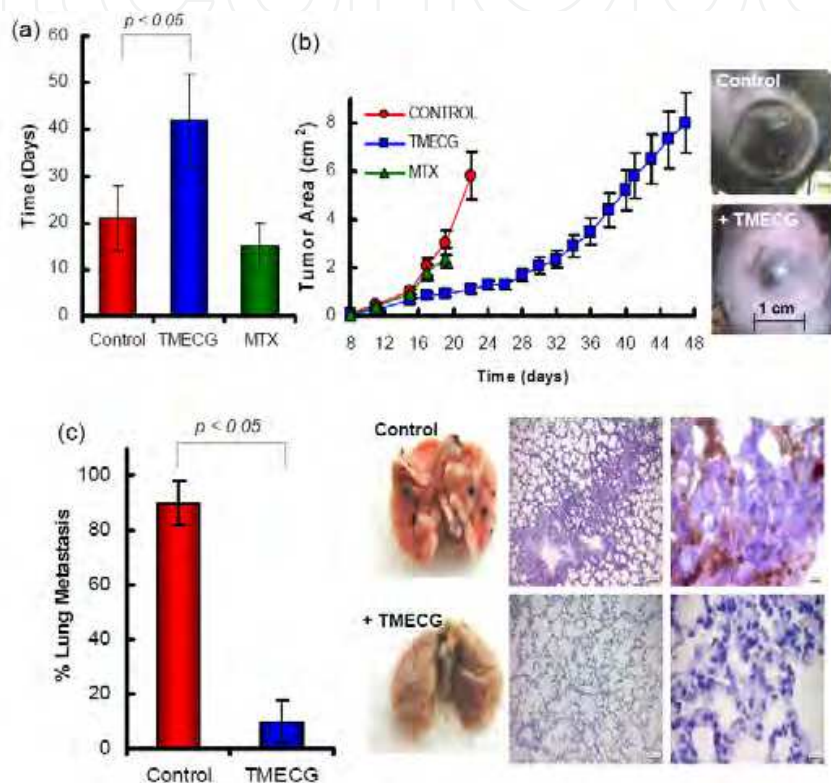 (a)
p < 0.05
60
50
40
30
20
10
0
Time (Days)
Control TMECG MTX
(b)
CONTROL
TMECG
MTX
8
6
4
2
0
Tumor Area (cm²)
8 12 16 20 24 28 32 36 40 44 48
Time (days)
Control
+ TMECG
1 cm
(c)
p < 0.05
100
80
60
40
20
0
% Lung Metastasis
Control TMECG
Control
+ TMECG